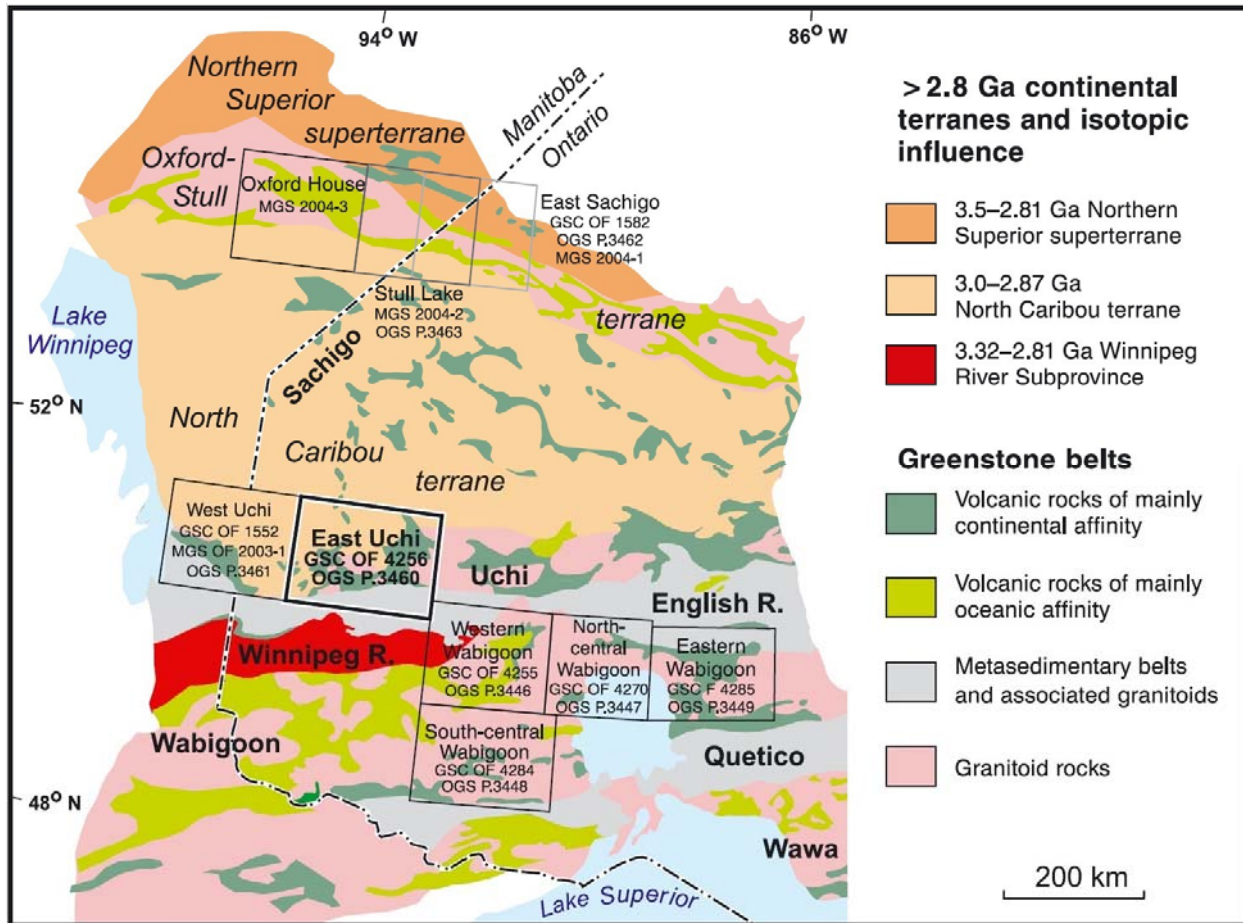 94° W
86° W
Northern
Superior
superterrane
Manitoba
Ontario
Oxford-
Stull
Oxford House
MGS 2004-3
East Sachigo
GSC OF 1582
OGS P.3462
MGS 2004-1
Stull Lake
MGS 2004-2
OGS P.3463
terrane
Lake
Winnipeg
Sachigo
52° N
North
Caribou
terrane
West Uchi
GSC OF 1552
MGS OF 2003-1
OGS P.3461
East Uchi
GSC OF 4256
OGS P.3460
Uchi
English R.
Winnipeg R.
Western
Wabigoon
GSC OF 4255
OGS P.3446
North-
central
Wabigoon
GSC OF 4270
OGS P.3447
Eastern
Wabigoon
GSC F 4285
OGS P.3449
Wabigoon
South-central
Wabigoon
GSC OF 4284
OGS P.3448
Quetico
48° N
Wawa
Lake Superior
>2.8 Ga continental
terranes and isotopic
influence
3.5–2.81 Ga Northern
Superior superterrane
3.0–2.87 Ga
North Caribou terrane
3.32–2.81 Ga Winnipeg
River Subprovince
Greenstone belts
Volcanic rocks of mainly
continental affinity
Volcanic rocks of mainly
oceanic affinity
Metasedimentary belts
and associated granitoids
Granitoid rocks
200 km